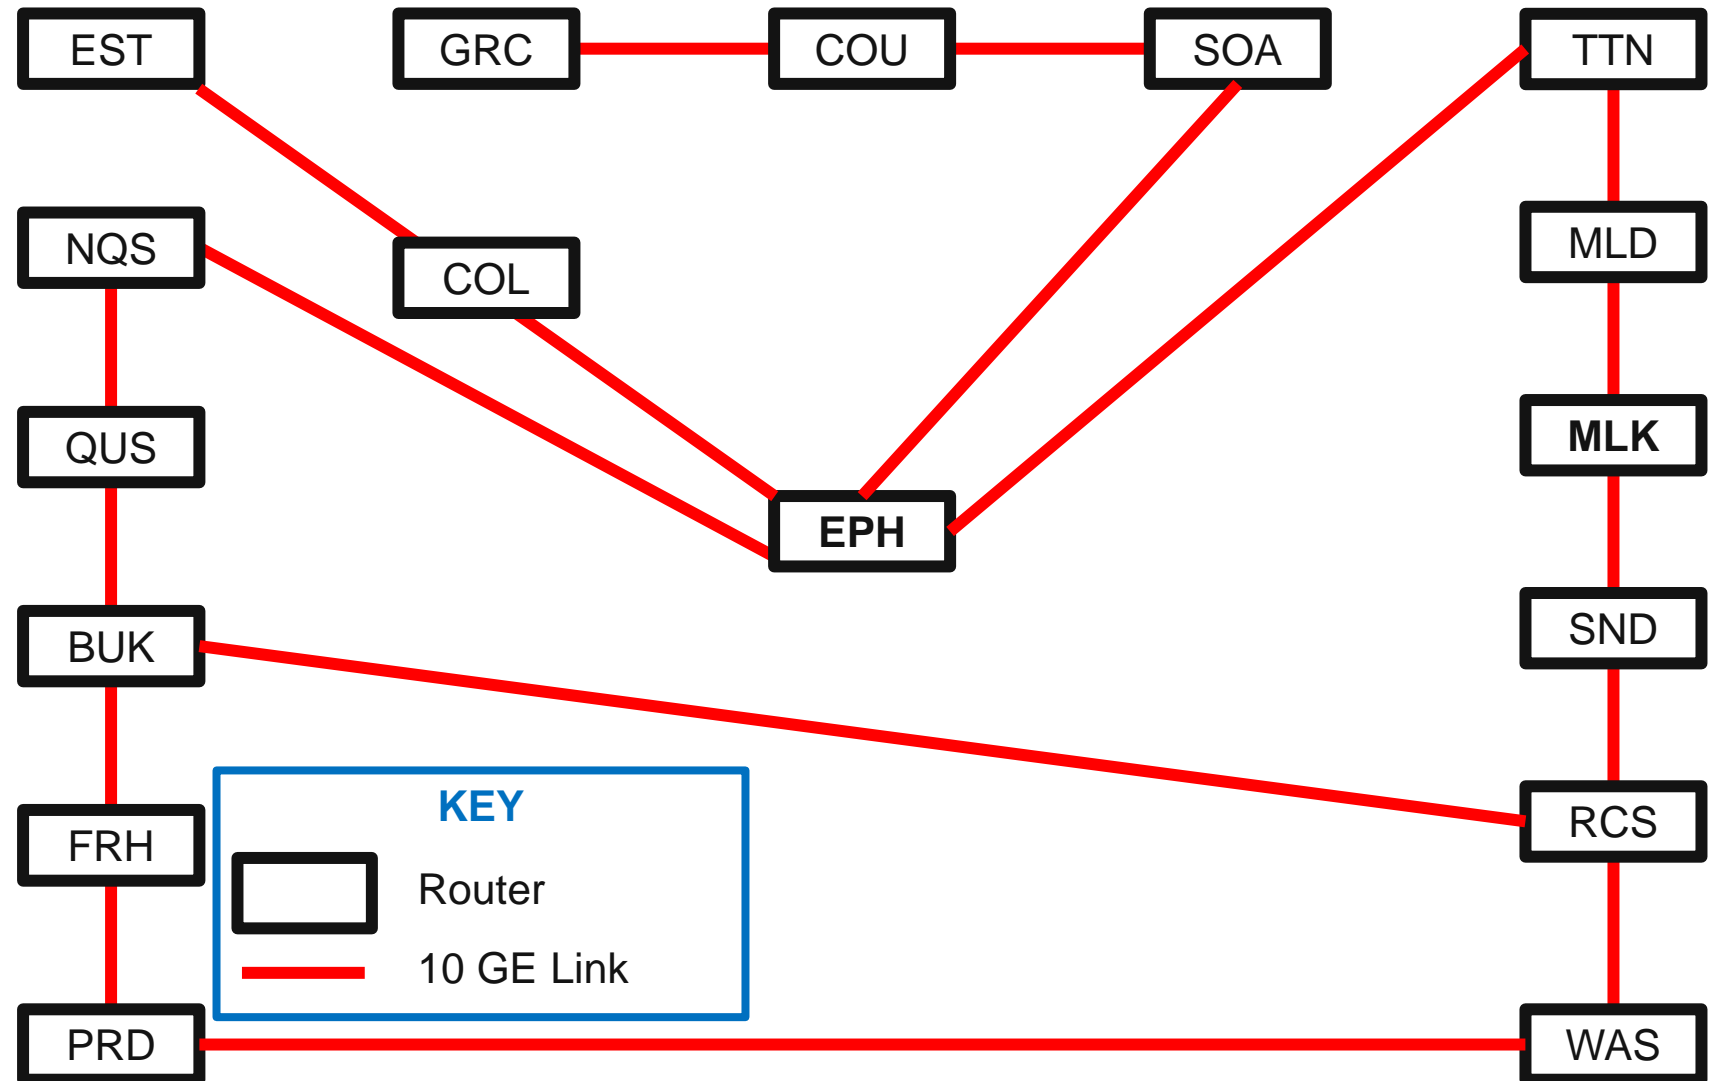 EST
GRC
COU
SOA
TTN
NQS
COL
MLD
QUS
MLK
EPH
BUK
SND
FRH
KEY
Router
10 GE Link
RCS
PRD
WAS